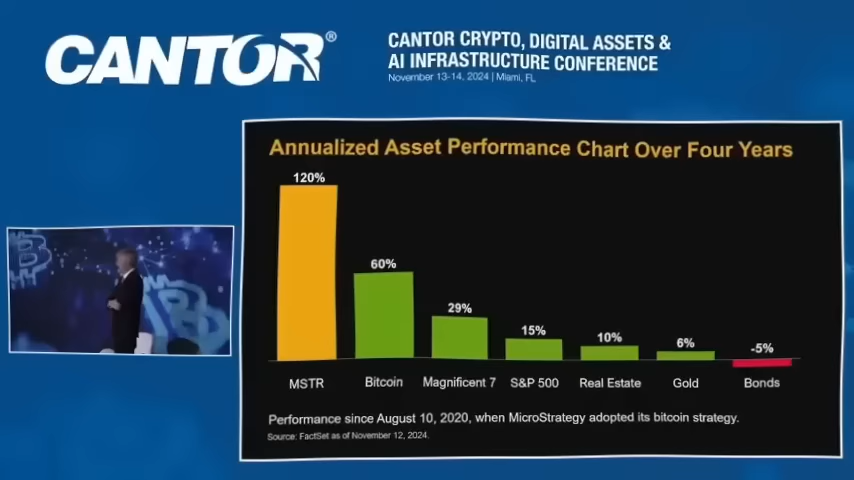 CANTOR®
CANTOR CRYPTO, DIGITAL ASSETS &
AI INFRASTRUCTURE CONFERENCE
November 13-14, 2024 | Miami, FL
Annualized Asset Performance Chart Over Four Years
120%
60%
29%
15%
10%
6%
-5%
MSTR
Bitcoin
Magnificent 7
S&P 500
Real Estate
Gold
Bonds
Performance since August 10, 2020, when MicroStrategy adopted its bitcoin strategy.
Source: FactSet as of November 12, 2024.